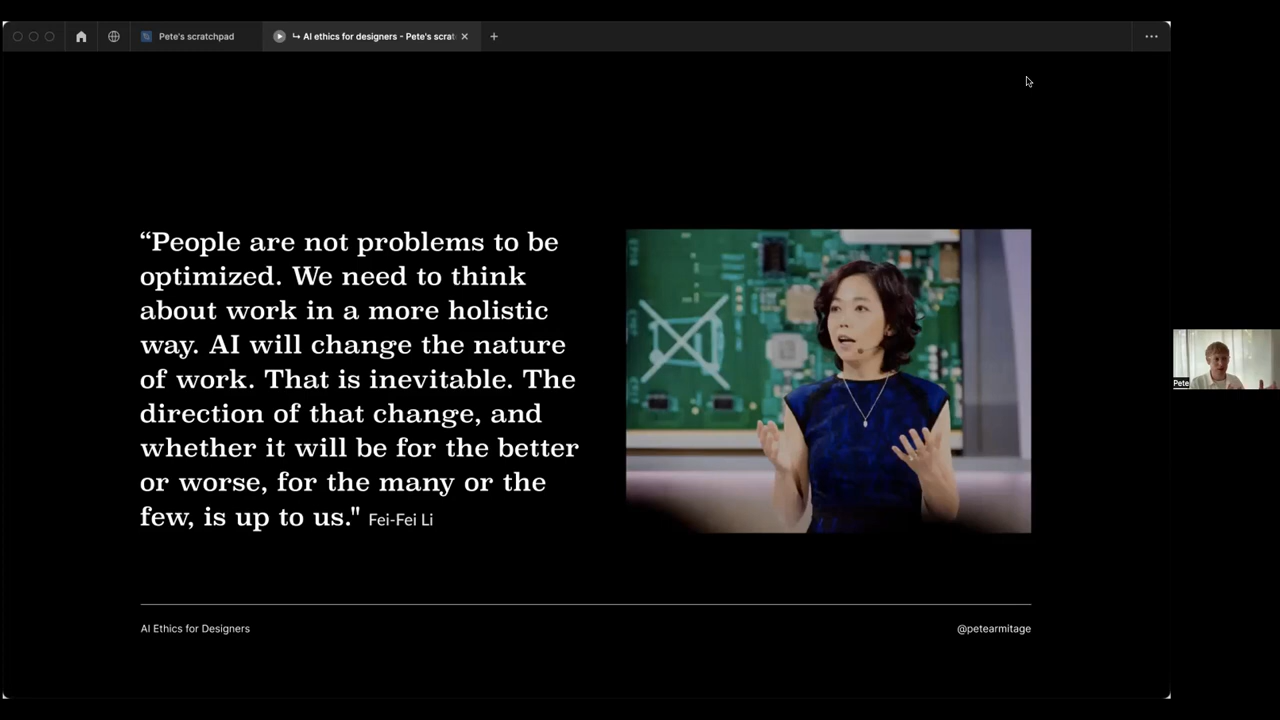 Pete's scratchpad
↪ AI ethics for designers - Pete's scrat
“People are not problems to be
optimized. We need to think
about work in a more holistic
way. AI will change the nature
of work. That is inevitable. The
direction of that change, and
whether it will be for the better
or worse, for the many or the
few, is up to us." Fei-Fei Li
Pete
AI Ethics for Designers
@petearmitage